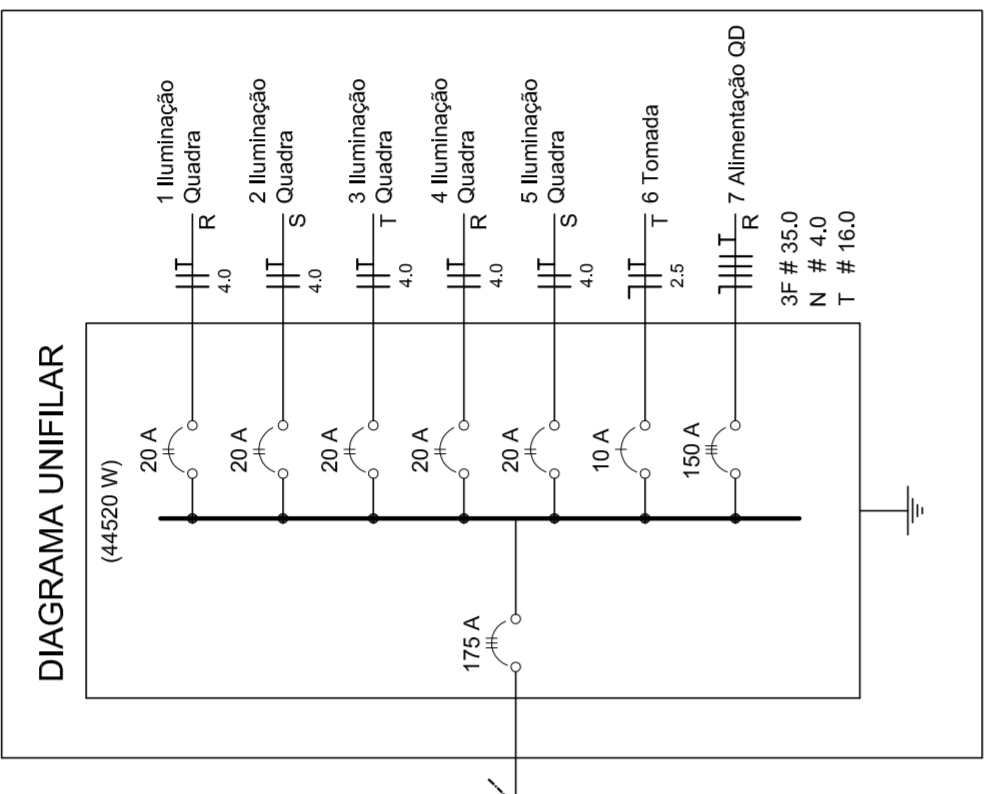 DIAGRAMA UNIFILAR
(44520 W)
175 A
20 A
4.0
R
1 Iluminação
Quadra
20 A
4.0
S
2 Iluminação
Quadra
20 A
4.0
T
3 Iluminação
Quadra
20 A
4.0
R
4 Iluminação
Quadra
20 A
4.0
S
5 Iluminação
Quadra
10 A
2.5
T
6 Tomada
150 A
R
7 Alimentação QD
3F # 35.0
N # 4.0
T # 16.0